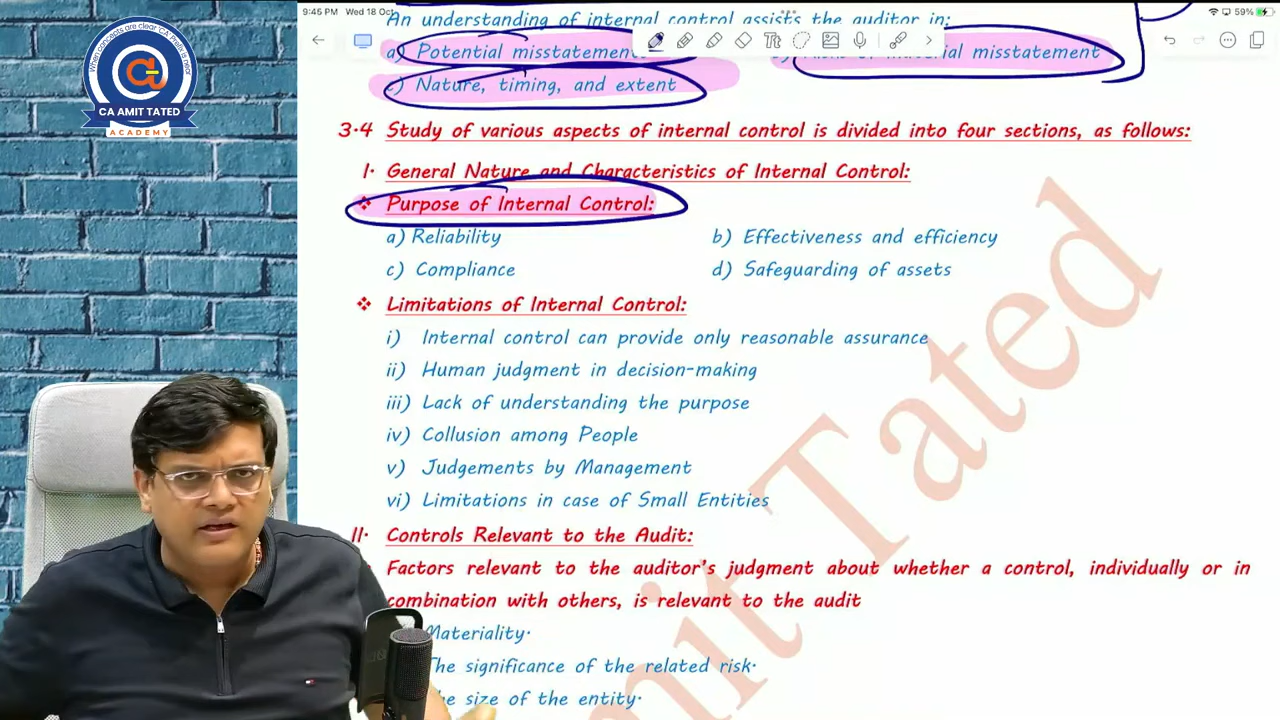 9:45 PM Wed 18 Oct
59%
An understanding of internal control assists the auditor in:
a) Potential misstatement
material misstatement
c) Nature, timing, and extent
3.4 Study of various aspects of internal control is divided into four sections, as follows:
I. General Nature and Characteristics of Internal Control:
❖ Purpose of Internal Control:
a) Reliability b) Effectiveness and efficiency
c) Compliance d) Safeguarding of assets
❖ Limitations of Internal Control:
i) Internal control can provide only reasonable assurance
ii) Human judgment in decision-making
iii) Lack of understanding the purpose
iv) Collusion among People
v) Judgements by Management
vi) Limitations in case of Small Entities
II. Controls Relevant to the Audit:
Factors relevant to the auditor's judgment about whether a control, individually or in
combination with others, is relevant to the audit
Materiality.
The significance of the related risk.
The size of the entity.
CA AMIT TATED
ACADEMY
Amit Tated